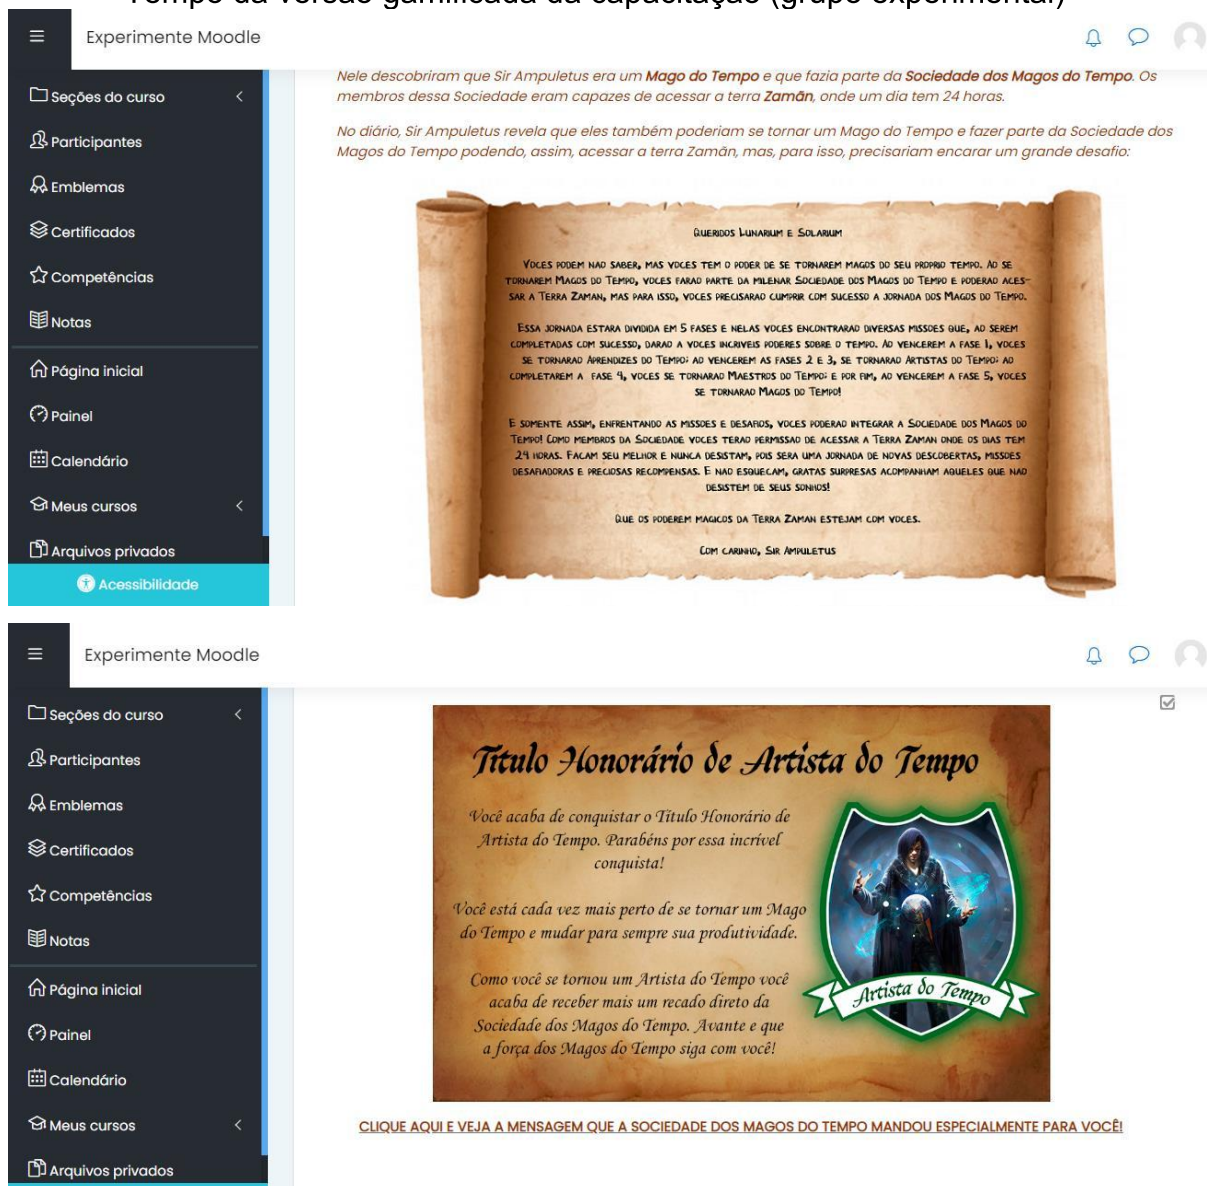 Tempo da versão gamificada da capacitação (grupo experimental)
Experimente Moodle
Seções do curso
Participantes
Emblemas
Certificados
Competências
Notas
Página inicial
Painel
Calendário
Meus cursos
Arquivos privados
Acessibilidade
Nele descobriram que Sir Ampuletus era um Mago do Tempo e que fazia parte da Sociedade dos Magos do Tempo. Os
membros dessa Sociedade eram capazes de acessar a terra Zamān, onde um dia tem 24 horas.
No diário, Sir Ampuletus revela que eles também poderiam se tornar um Mago do Tempo e fazer parte da Sociedade dos
Magos do Tempo podendo, assim, acessar a terra Zamān, mas, para isso, precisariam encarar um grande desafio:
Queridos Lunarium e Solarium
Voces podem nao saber, mas voces tem o poder de se tornarem magos do seu proprio tempo. Ao se
tornarem Magos do Tempo, voces farao parte da milenar Sociedade dos Magos do Tempo e poderao aces-
sar a Terra Zaman, mas para isso, voces precisarao cumprir com sucesso a jornada dos Magos do Tempo.
Essa jornada estara dividida em 5 fases e nelas voces encontrarao diversas missoes que, ao serem
completadas com sucesso, darao a voces incriveis poderes sobre o tempo. Ao vencerem a fase 1, voces
se tornarao Aprendizes do Tempo; ao vencerem as fases 2 e 3, se tornarao Artistas do Tempo; ao
completarem a fase 4, voces se tornarao Maestros do Tempo; e por fim, ao vencerem a fase 5, voces
se tornarao Magos do Tempo!
E somente assim, enfrentando as missoes e desafios, voces poderao integrar a Sociedade dos Magos do
Tempo! Como membros da Sociedade voces terao permissao de acessar a Terra Zaman onde os dias tem
24 horas. Facam seu melhor e nunca desistam, pois sera uma jornada de novas descobertas, missoes
desafiadoras e preciosas recompensas. E nao esquecam, gratas surpresas acompanham aqueles que nao
desistem de seus sonhos!
Que os poderem magicos da Terra Zaman estejam com voces.
Com carinho, Sir Ampuletus
Experimente Moodle
Seções do curso
Participantes
Emblemas
Certificados
Competências
Notas
Página inicial
Painel
Calendário
Meus cursos
Arquivos privados
Título Honorário de Artista do Tempo
Você acaba de conquistar o Título Honorário de
Artista do Tempo. Parabéns por essa incrível
conquista!
Você está cada vez mais perto de se tornar um Mago
do Tempo e mudar para sempre sua produtividade.
Como você se tornou um Artista do Tempo você
acaba de receber mais um recado direto da
Sociedade dos Magos do Tempo. Avante e que
a força dos Magos do Tempo siga com você!
Artista do Tempo
CLIQUE AQUI E VEJA A MENSAGEM QUE A SOCIEDADE DOS MAGOS DO TEMPO MANDOU ESPECIALMENTE PARA VOCÊ!